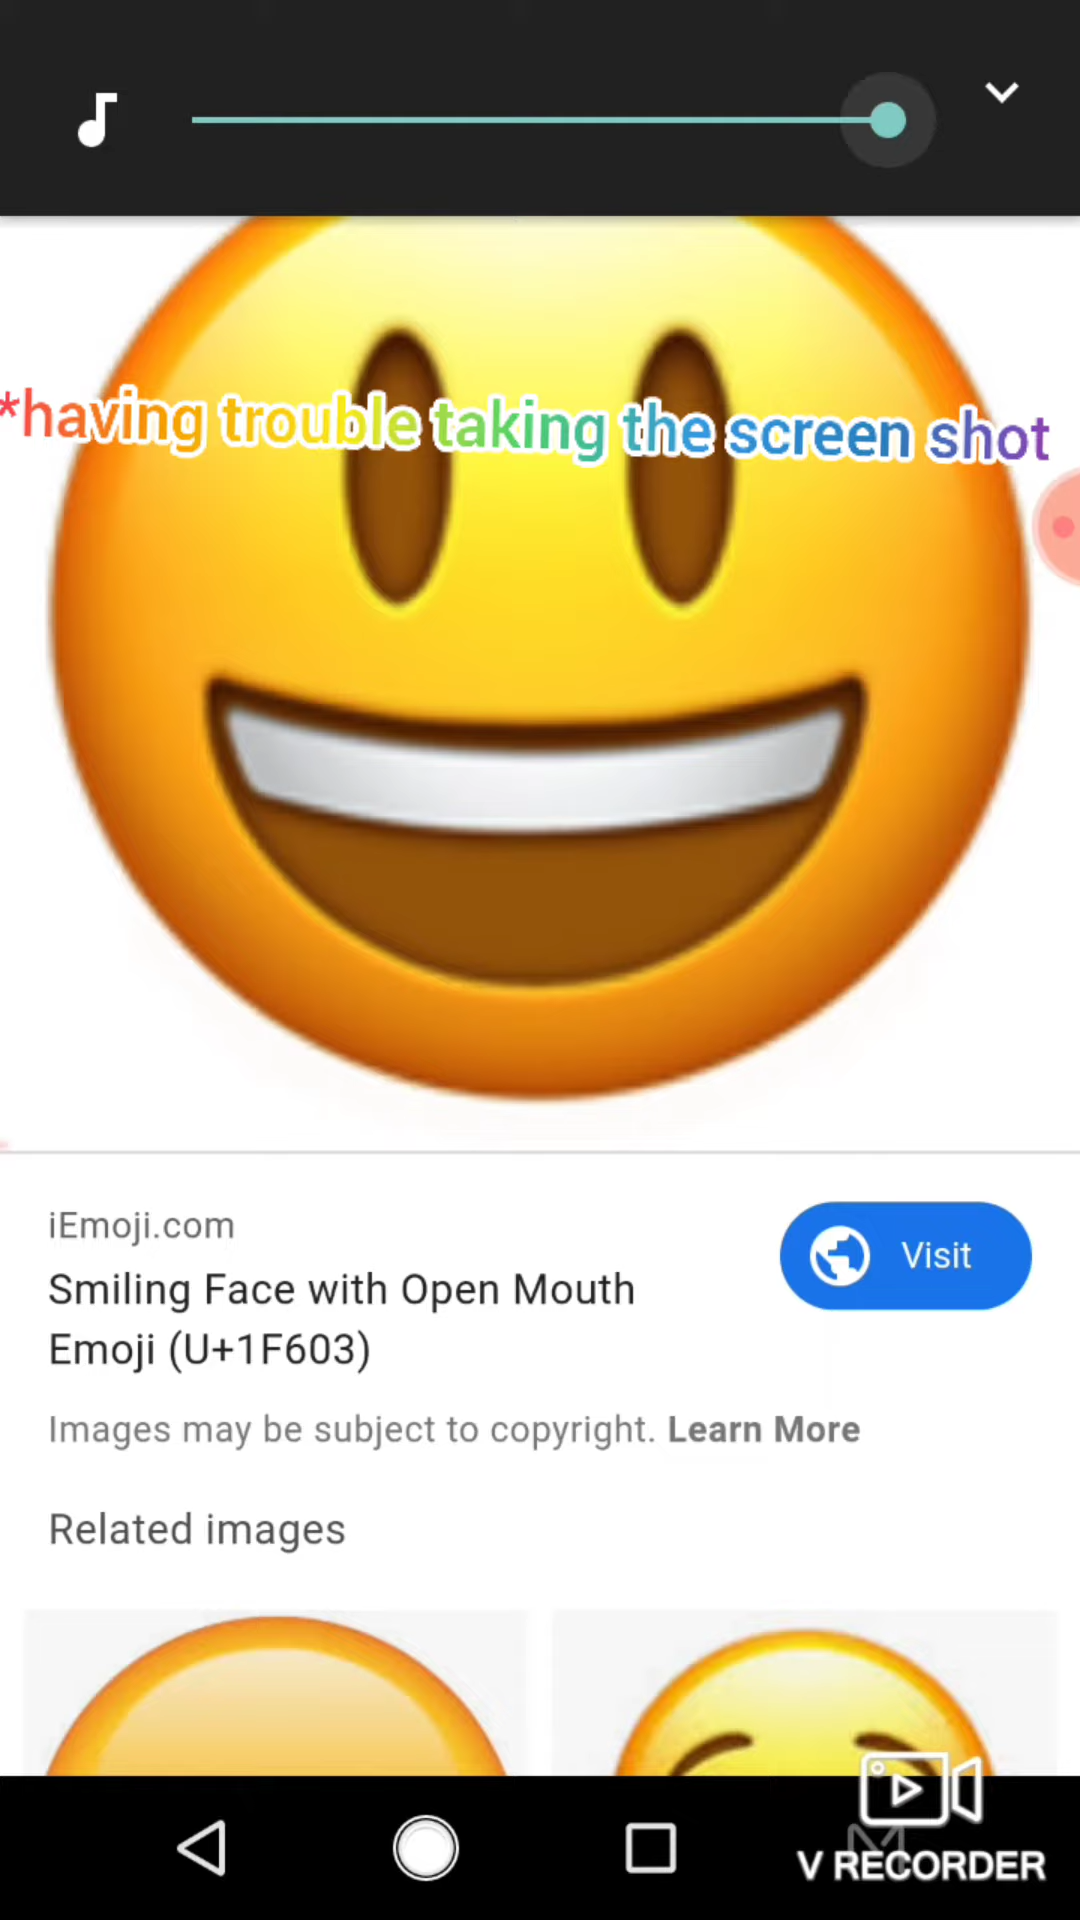 *having trouble taking the screen shot
iEmoji.com
Visit
Smiling Face with Open Mouth
Emoji (U+1F603)
Images may be subject to copyright. Learn More
Related images
V RECORDER